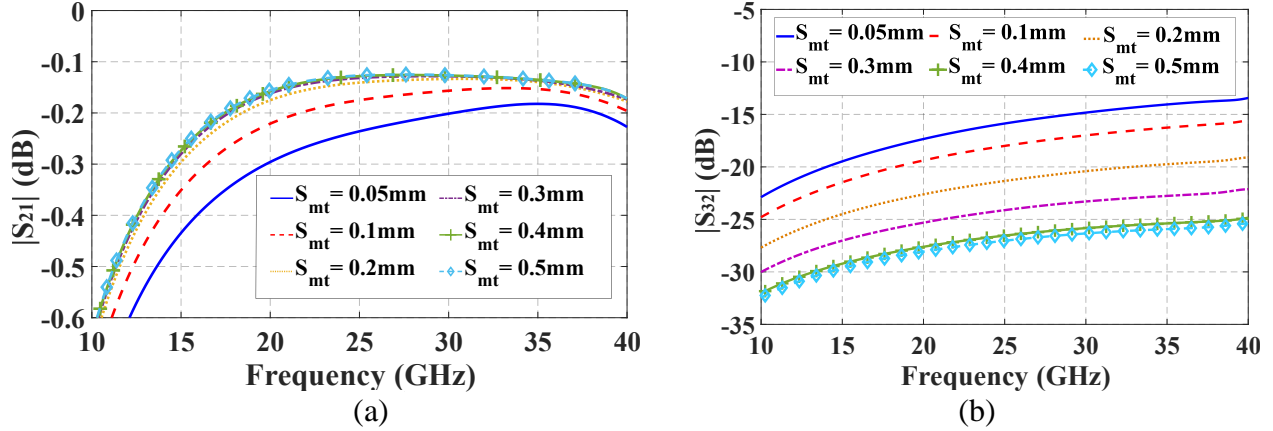 0
-0.1
-0.2
-0.3
-0.4
-0.5
-0.6
|S21| (dB)
S_mt = 0.05mm
S_mt = 0.3mm
S_mt = 0.1mm
S_mt = 0.4mm
S_mt = 0.2mm
S_mt = 0.5mm
10 15 20 25 30 35 40
Frequency (GHz)
(a)
-5
-10
-15
-20
-25
-30
-35
|S32| (dB)
S_mt = 0.05mm S_mt = 0.1mm S_mt = 0.2mm
S_mt = 0.3mm S_mt = 0.4mm S_mt = 0.5mm
10 15 20 25 30 35 40
Frequency (GHz)
(b)